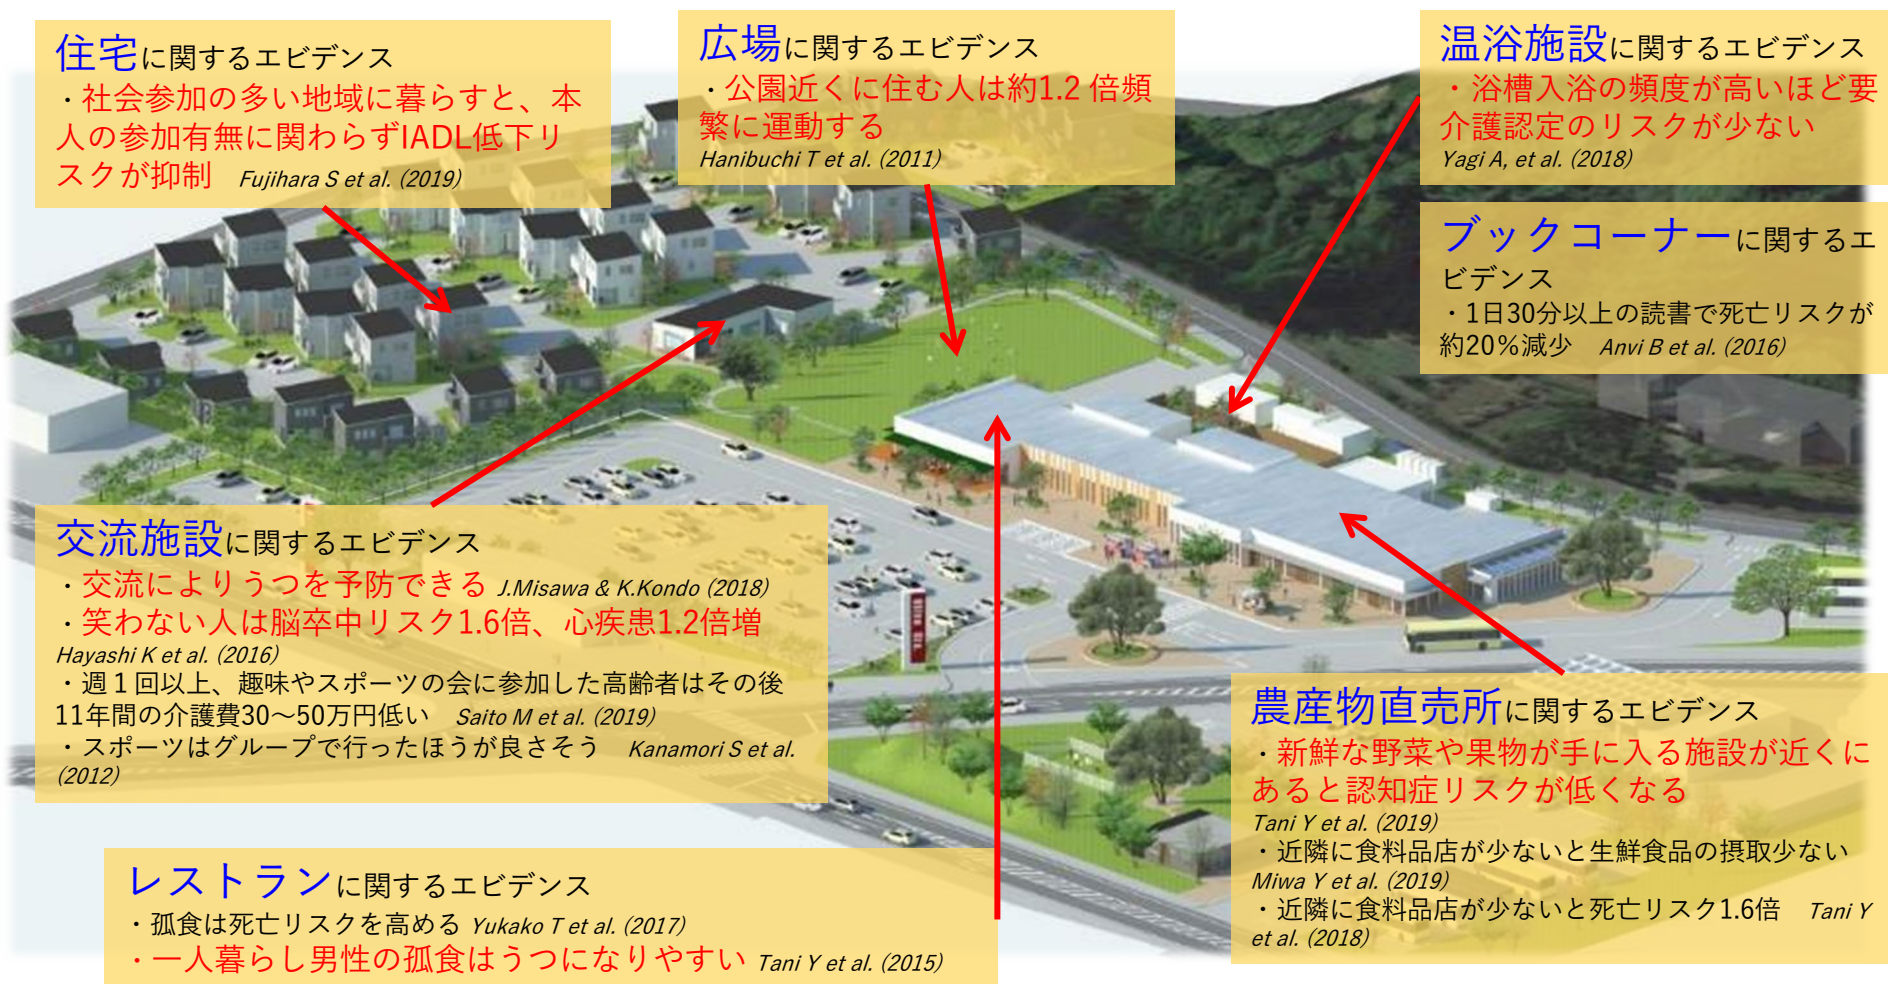 住宅に関するエビデンス
・社会参加の多い地域に暮らすと、本
人の参加有無に関わらずIADL低下リ
スクが抑制 Fujihara S et al. (2019)
広場に関するエビデンス
・公園近くに住む人は約1.2 倍頻
繁に運動する
Hanibuchi T et al. (2011)
温浴施設に関するエビデンス
・浴槽入浴の頻度が高いほど要
介護認定のリスクが少ない
Yagi A, et al. (2018)
ブックコーナーに関するエ
ビデンス
・1日30分以上の読書で死亡リスクが
約20%減少 Anvi B et al. (2016)
交流施設に関するエビデンス
・交流によりうつを予防できる J.Misawa & K.Kondo (2018)
・笑わない人は脳卒中リスク1.6倍、心疾患1.2倍増
Hayashi K et al. (2016)
・週１回以上、趣味やスポーツの会に参加した高齢者はその後
11年間の介護費30～50万円低い Saito M et al. (2019)
・スポーツはグループで行ったほうが良さそう Kanamori S et al.
(2012)
農産物直売所に関するエビデンス
・新鮮な野菜や果物が手に入る施設が近くに
あると認知症リスクが低くなる
Tani Y et al. (2019)
・近隣に食料品店が少ないと生鮮食品の摂取少ない
Miwa Y et al. (2019)
・近隣に食料品店が少ないと死亡リスク1.6倍 Tani Y
et al. (2018)
レストランに関するエビデンス
・孤食は死亡リスクを高める Yukako T et al. (2017)
・一人暮らし男性の孤食はうつになりやすい Tani Y et al. (2015)